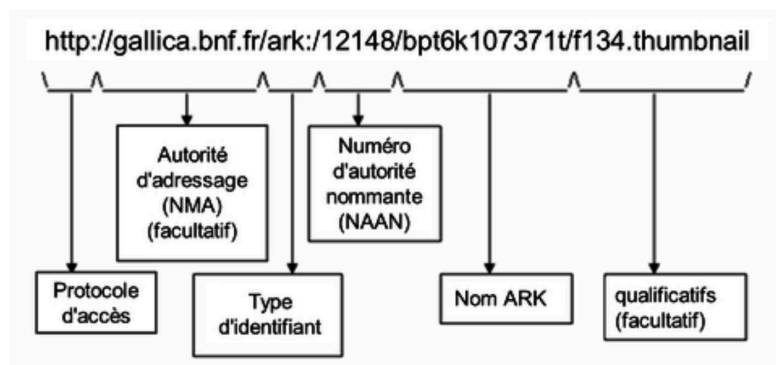 http://gallica.bnf.fr/ark:/12148/bpt6k107371t/f134.thumbnail
Autorité
d'adressage
(NMA)
(facultatif)
Numéro
d'autorité
nommante
(NAAN)
Protocole
d'accès
Type
d'identifiant
Nom ARK
qualificatifs
(facultatif)